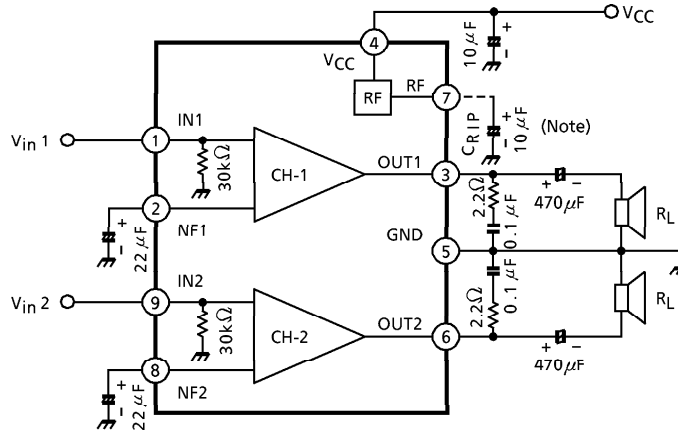 VCC
4
10 μF
+
-
VCC
RF
RF
7
CRIP
+
-
10 μF
(Note)
Vin 1
1
IN1
30kΩ
CH-1
OUT1
3
2.2Ω
0.1 μF
+ -
470μF
RL
2
NF1
+
-
22 μF
GND
5
Vin 2
9
IN2
30kΩ
CH-2
OUT2
6
0.1 μF
2.2Ω
+ -
470μF
RL
8
NF2
+
-
22 μF